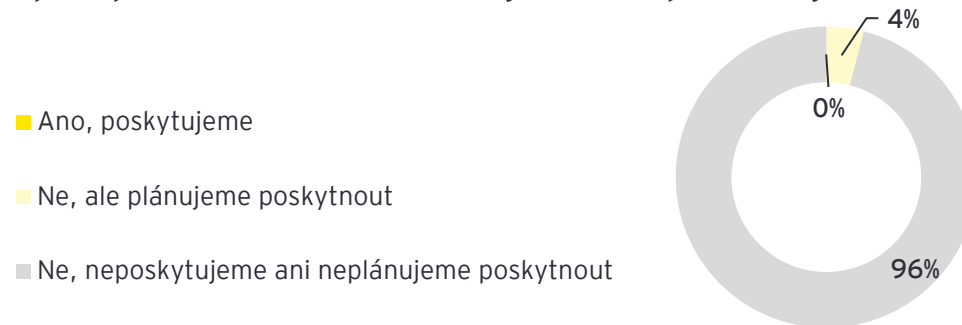 4%
0%
Ano, poskytujeme
Ne, ale plánujeme poskytnout
Ne, neposkytujeme ani neplánujeme poskytnout
96%